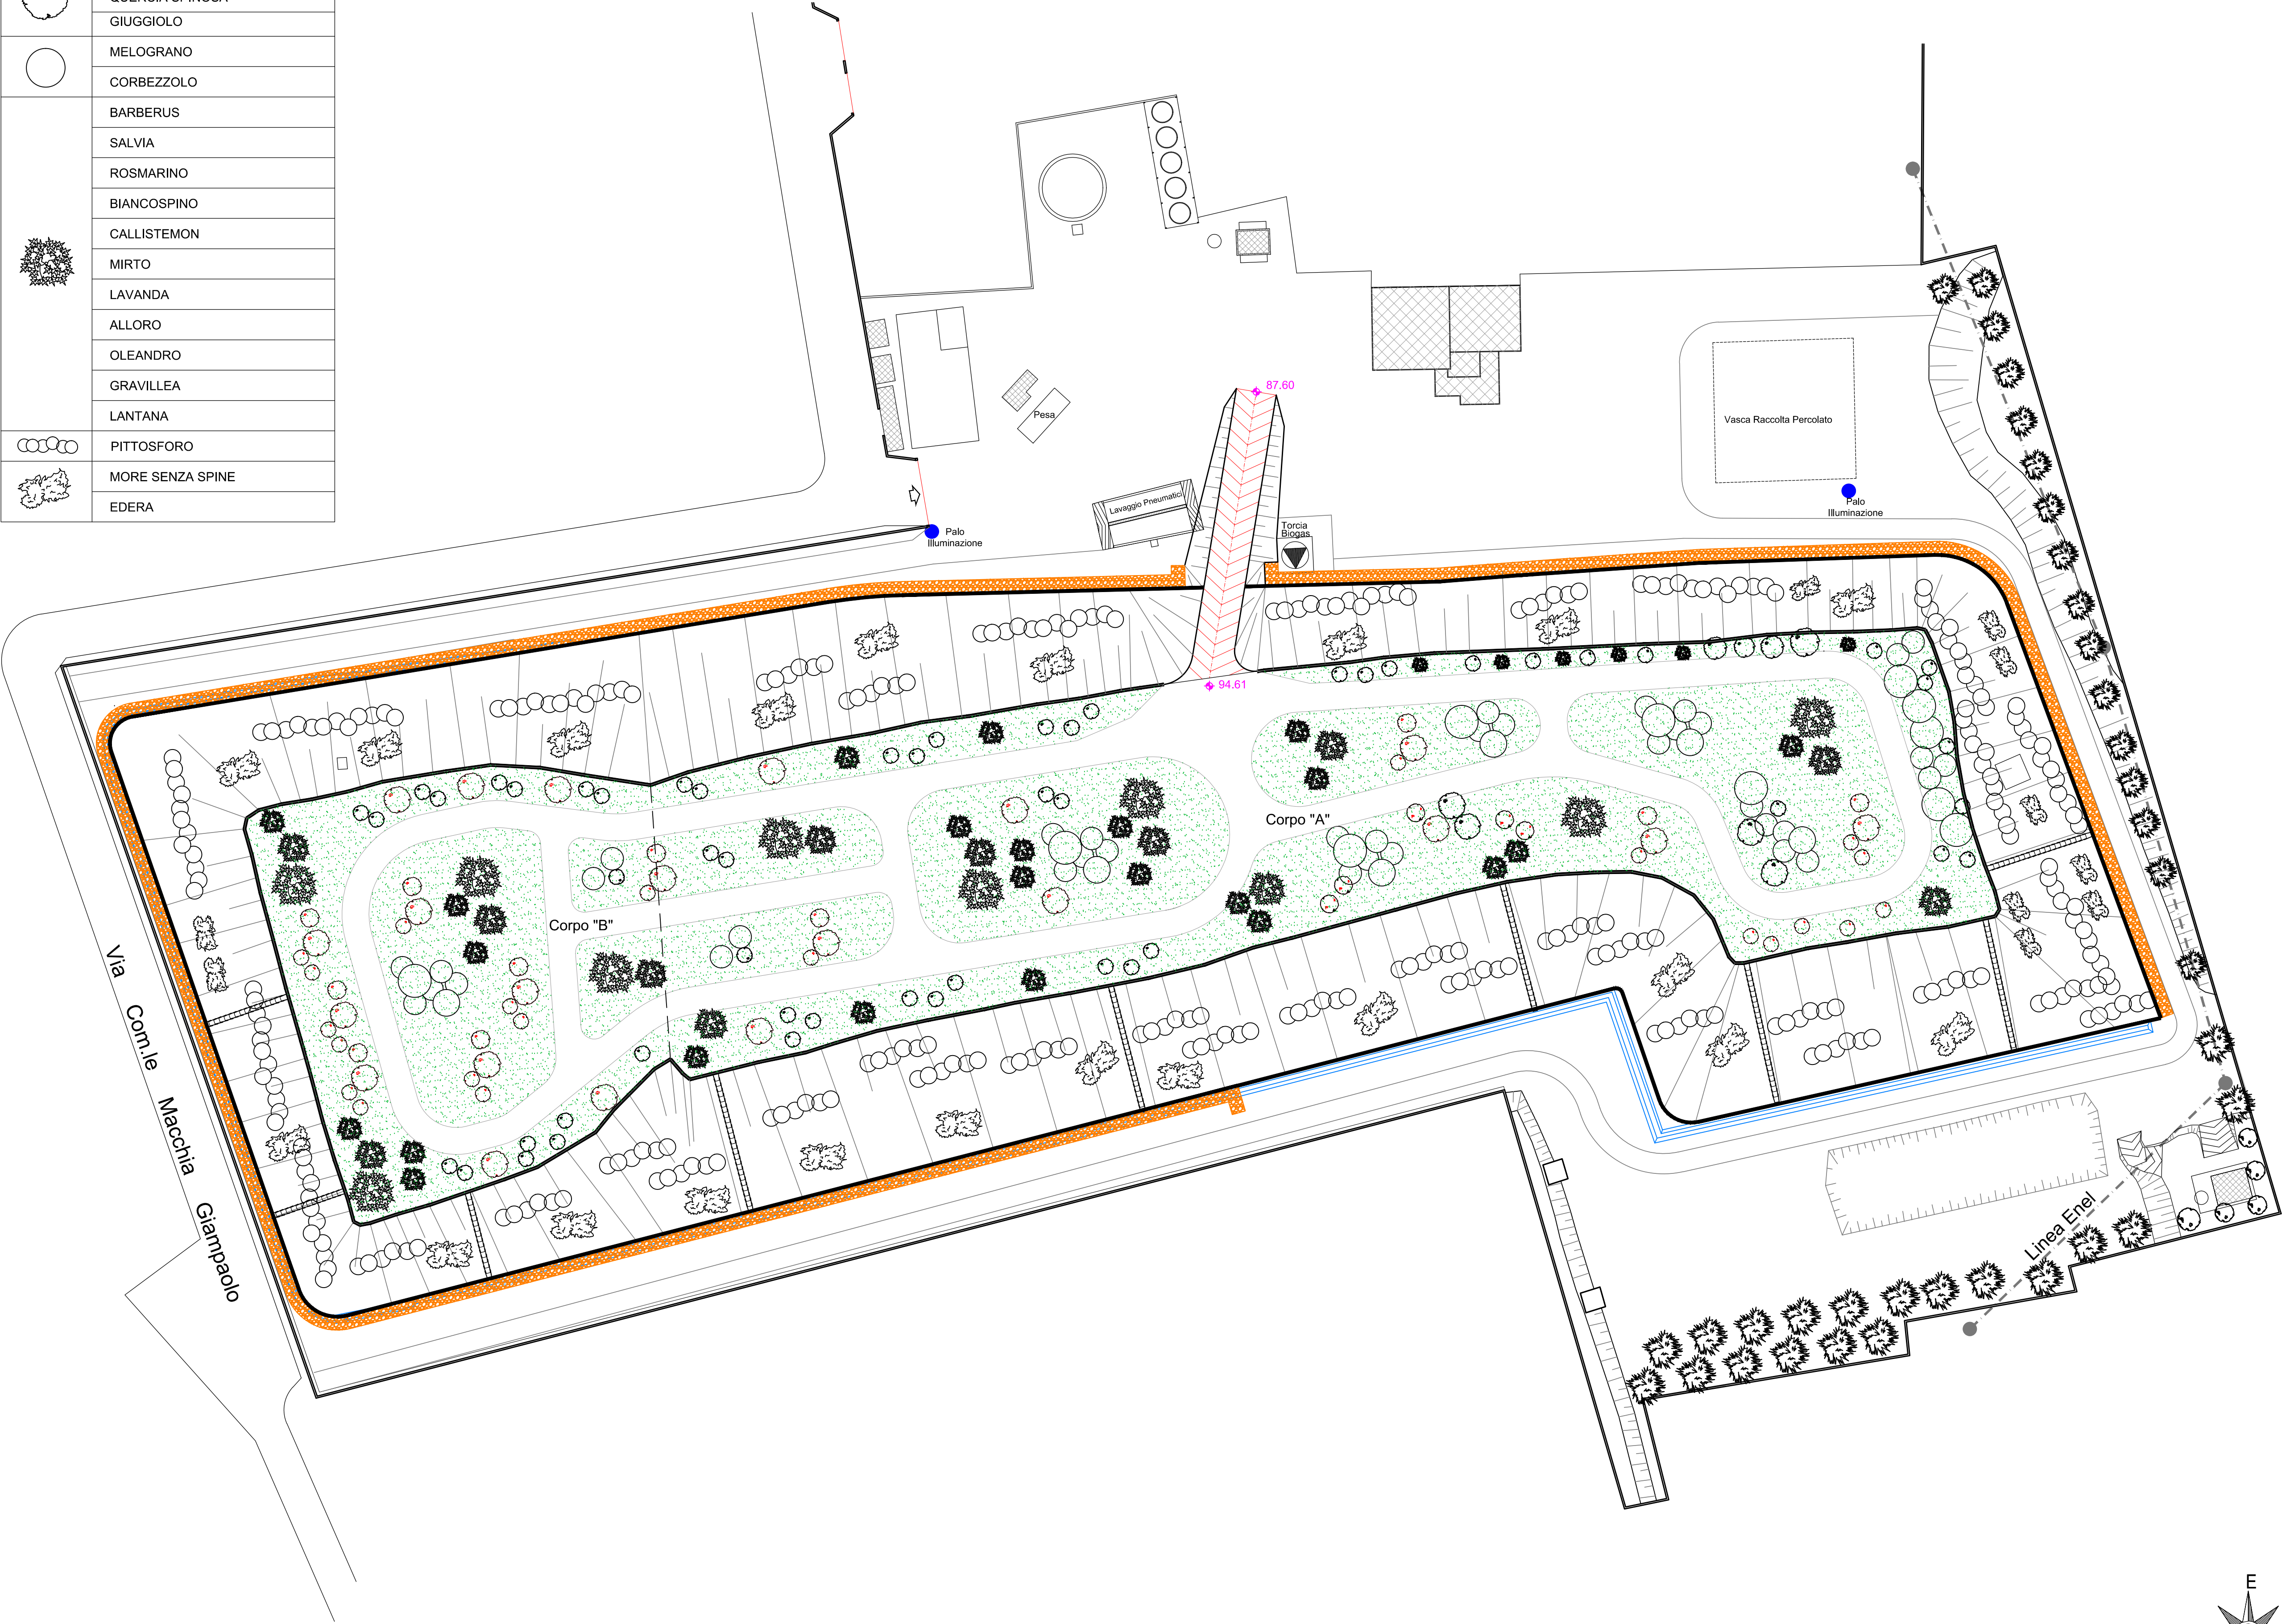 QUERCIA SPINOSA
GIUGGIOLO
MELOGRANO
CORBEZZOLO
BARBERUS
SALVIA
ROSMARINO
BIANCOSPINO
CALLISTEMON
MIRTO
LAVANDA
ALLORO
OLEANDRO
GRAVILLEA
LANTANA
PITTOSFORO
MORE SENZA SPINE
EDERA
87.60
Pesa
Vasca Raccolta Percolato
Lavaggio Pneumatici
Palo
Illuminazione
Torcia
Biogas
Palo
Illuminazione
94.61
Corpo "A"
Corpo "B"
Via Com.le Macchia Giampaolo
Linea Enel
E